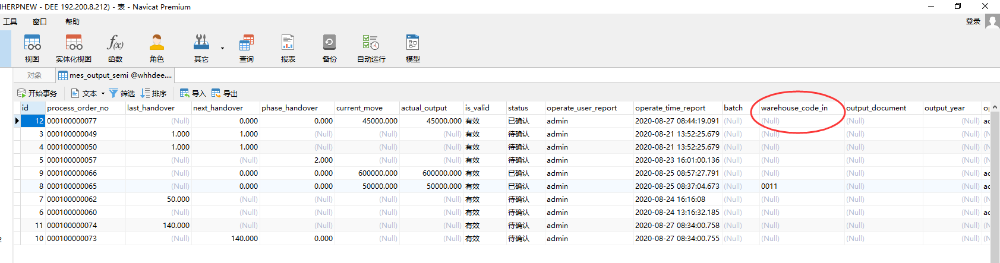 IHERPNEW - DEE 192.200.8.212) - 表 - Navicat Premium
工具 窗口 帮助 登录
视图 实体化视图 函数 角色 其它 查询 报表 备份 自动运行 模型
对象 mes_output_semi @whhdee....
开始事务 文本 筛选 排序 导入 导出
id process_order_no last_handover next_handover phase_handover current_move actual_output is_valid status operate_user_report operate_time_report batch warehouse_code_in output_document output_year op
12 000100000077 (Null) 0.000 0.000 45000.000 45000.000 有效 已确认 admin 2020-08-27 08:44:19.091 (Null) (Null) (Null) (Null) ad
3 000100000049 1.000 1.000 (Null) (Null) (Null) 有效 待确认 admin 2020-08-21 13:52:25.679 (Null) (Null) (Null) (Null) (N
4 000100000050 1.000 1.000 (Null) (Null) (Null) 有效 待确认 admin 2020-08-21 13:52:25.679 (Null) (Null) (Null) (Null) (N
5 000100000057 (Null) (Null) 2.000 (Null) (Null) 有效 待确认 admin 2020-08-23 16:01:00.136 (Null) (Null) (Null) (Null) (N
9 000100000066 (Null) 0.000 0.000 600000.000 600000.000 有效 已确认 admin 2020-08-25 08:57:27.791 (Null) (Null) (Null) (Null) ad
8 000100000065 (Null) 0.000 0.000 50000.000 50000.000 有效 已确认 admin 2020-08-25 08:37:04.673 (Null) 0011 (Null) (Null) ad
7 000100000062 50.000 (Null) (Null) (Null) (Null) 有效 待确认 admin 2020-08-24 16:16:08 (Null) (Null) (Null) (Null) (N
6 000100000060 (Null) (Null) (Null) (Null) (Null) 有效 待确认 admin 2020-08-24 13:16:32.185 (Null) (Null) (Null) (Null) ad
11 000100000074 140.000 (Null) (Null) (Null) (Null) 有效 待确认 admin 2020-08-27 08:34:00.758 (Null) (Null) (Null) (Null) (N
10 000100000073 (Null) 140.000 0.000 (Null) (Null) 有效 待确认 admin 2020-08-27 08:34:00.755 (Null) (Null) (Null) (Null) (N